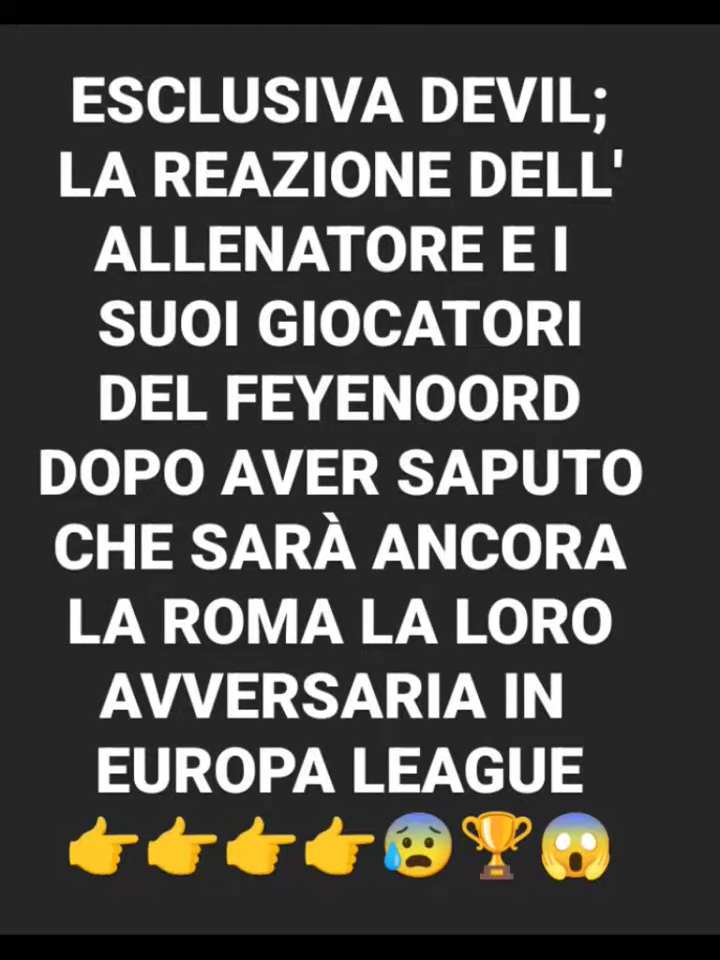 ESCLUSIVA DEVIL;
LA REAZIONE DELL'
ALLENATORE E I
SUOI GIOCATORI
DEL FEYENOORD
DOPO AVER SAPUTO
CHE SARÀ ANCORA
LA ROMA LA LORO
AVVERSARIA IN
EUROPA LEAGUE
👉👉👉👉😰🏆😱